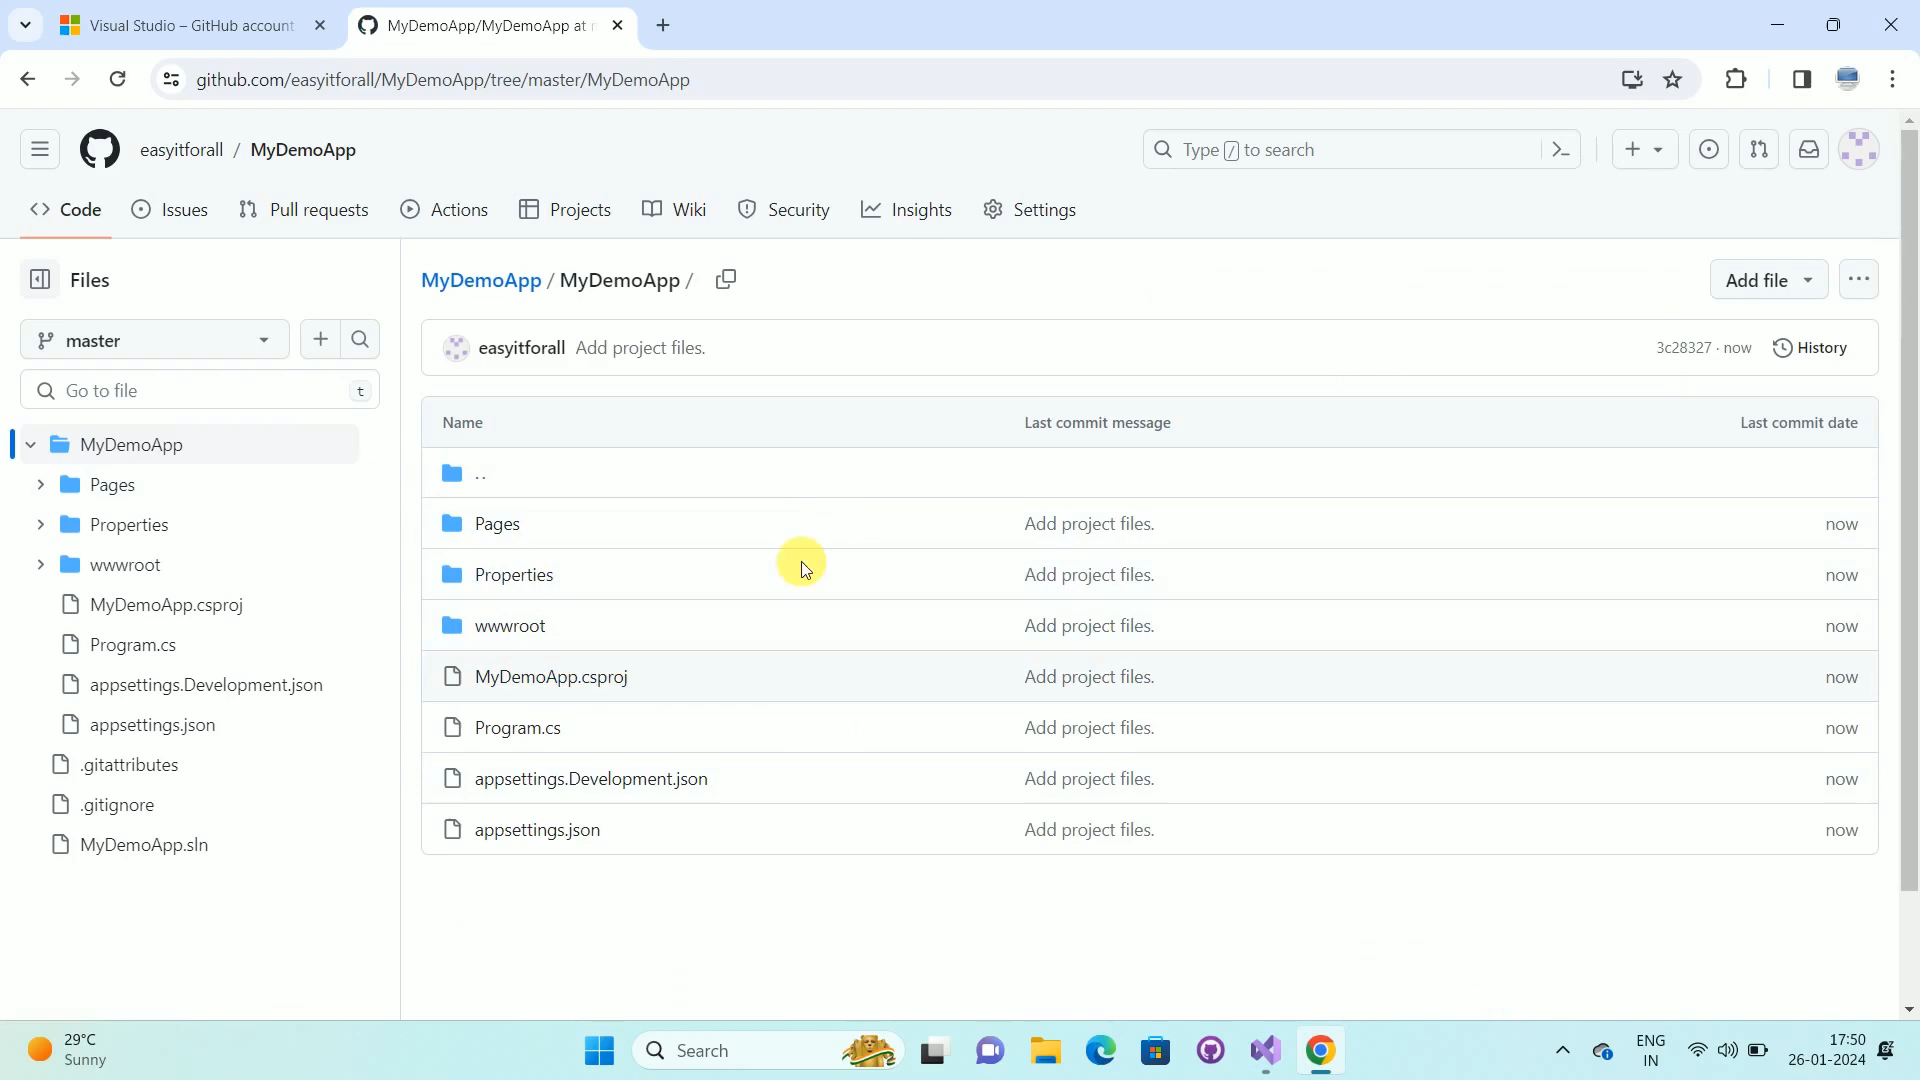 Visual Studio – GitHub account
MyDemoApp/MyDemoApp at
github.com/easyitforall/MyDemoApp/tree/master/MyDemoApp
easyitforall / MyDemoApp
Type / to search
Code
Issues
Pull requests
Actions
Projects
Wiki
Security
Insights
Settings
Files
MyDemoApp / MyDemoApp /
Add file
master
easyitforall Add project files.
3c28327 · now
History
Go to file
t
Name
Last commit message
Last commit date
MyDemoApp
Pages
Properties
wwwroot
MyDemoApp.csproj
Program.cs
appsettings.Development.json
appsettings.json
.gitattributes
.gitignore
MyDemoApp.sln
..
Pages Add project files. now
Properties Add project files. now
wwwroot Add project files. now
MyDemoApp.csproj Add project files. now
Program.cs Add project files. now
appsettings.Development.json Add project files. now
appsettings.json Add project files. now
29°C
Sunny
Search
ENG
IN
17:50
26-01-2024